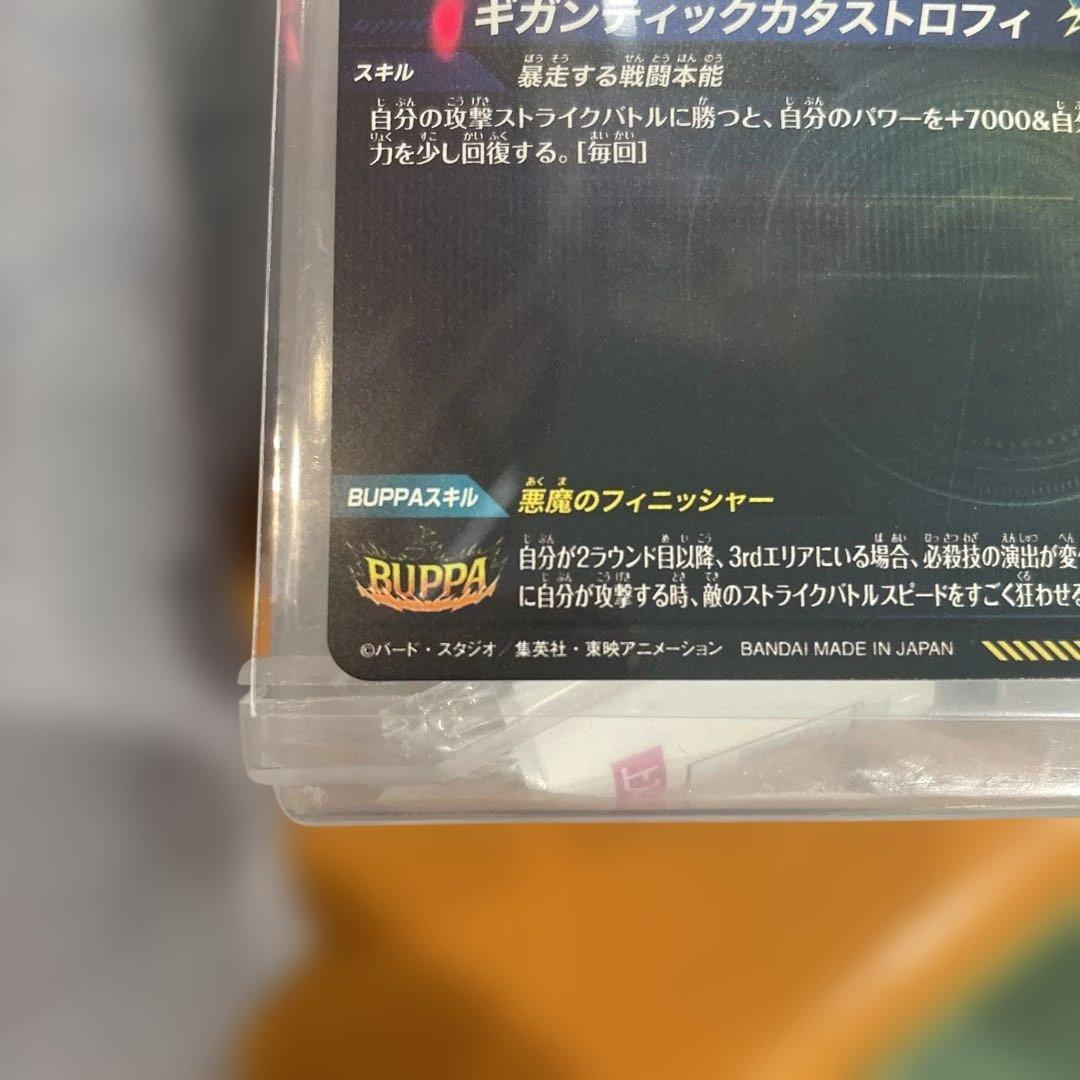 ギガンティックカタストロフィ
スキル 暴走する戦闘本能
自分の攻撃ストライクバトルに勝つと、自分のパワーを+7000&自分
力を少し回復する。[毎回]
BUPPAスキル 悪魔のフィニッシャー
BUPPA
自分が2ラウンド目以降、3rdエリアにいる場合、必殺技の演出が変
に自分が攻撃する時、敵のストライクバトルスピードをすごく狂わせる
©バード・スタジオ/集英社・東映アニメーション BANDAI MADE IN JAPAN